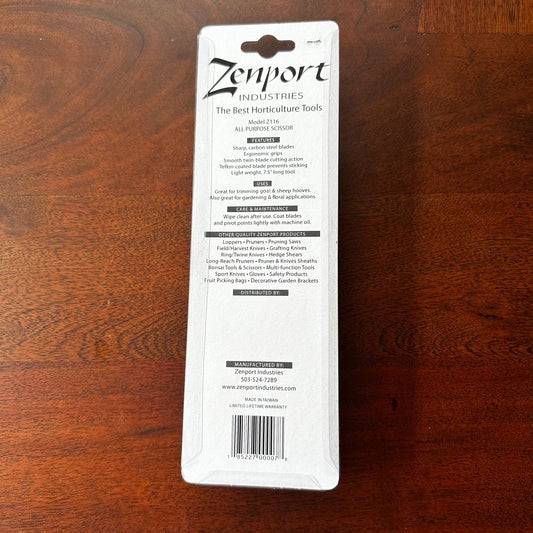 Zenport
INDUSTRIES
The Best Horticulture Tools
Model Z116
ALL PURPOSE SCISSOR
FEATURES
Sharp, carbon steel blades
Ergonomic grips
Smooth twin-blade cutting action
Teflon-coated blade prevents sticking
Light weight, 7.5" long tool
USES
Great for trimming goat & sheep hooves.
Also great for gardening & floral applications.
CARE & MAINTENANCE
Wipe clean after use. Coat blades
and pivot points lightly with machine oil.
OTHER QUALITY ZENPORT PRODUCTS
Loppers • Pruners • Pruning Saws
Field/Harvest Knives • Grafting Knives
Ring/Twine Knives • Hedge Shears
Long-Reach Pruners • Pruner & Knives Sheaths
Bonsai Tools & Scissors • Multi-function Tools
Sport Knives • Gloves • Safety Products
Fruit Picking Bags • Decorative Garden Brackets
DISTRIBUTED BY:
MANUFACTURED BY:
Zenport Industries
503-524-7289
www.zenportindustries.com
MADE IN TAIWAN
LIMITED LIFETIME WARRANTY
1 85227 00007 6